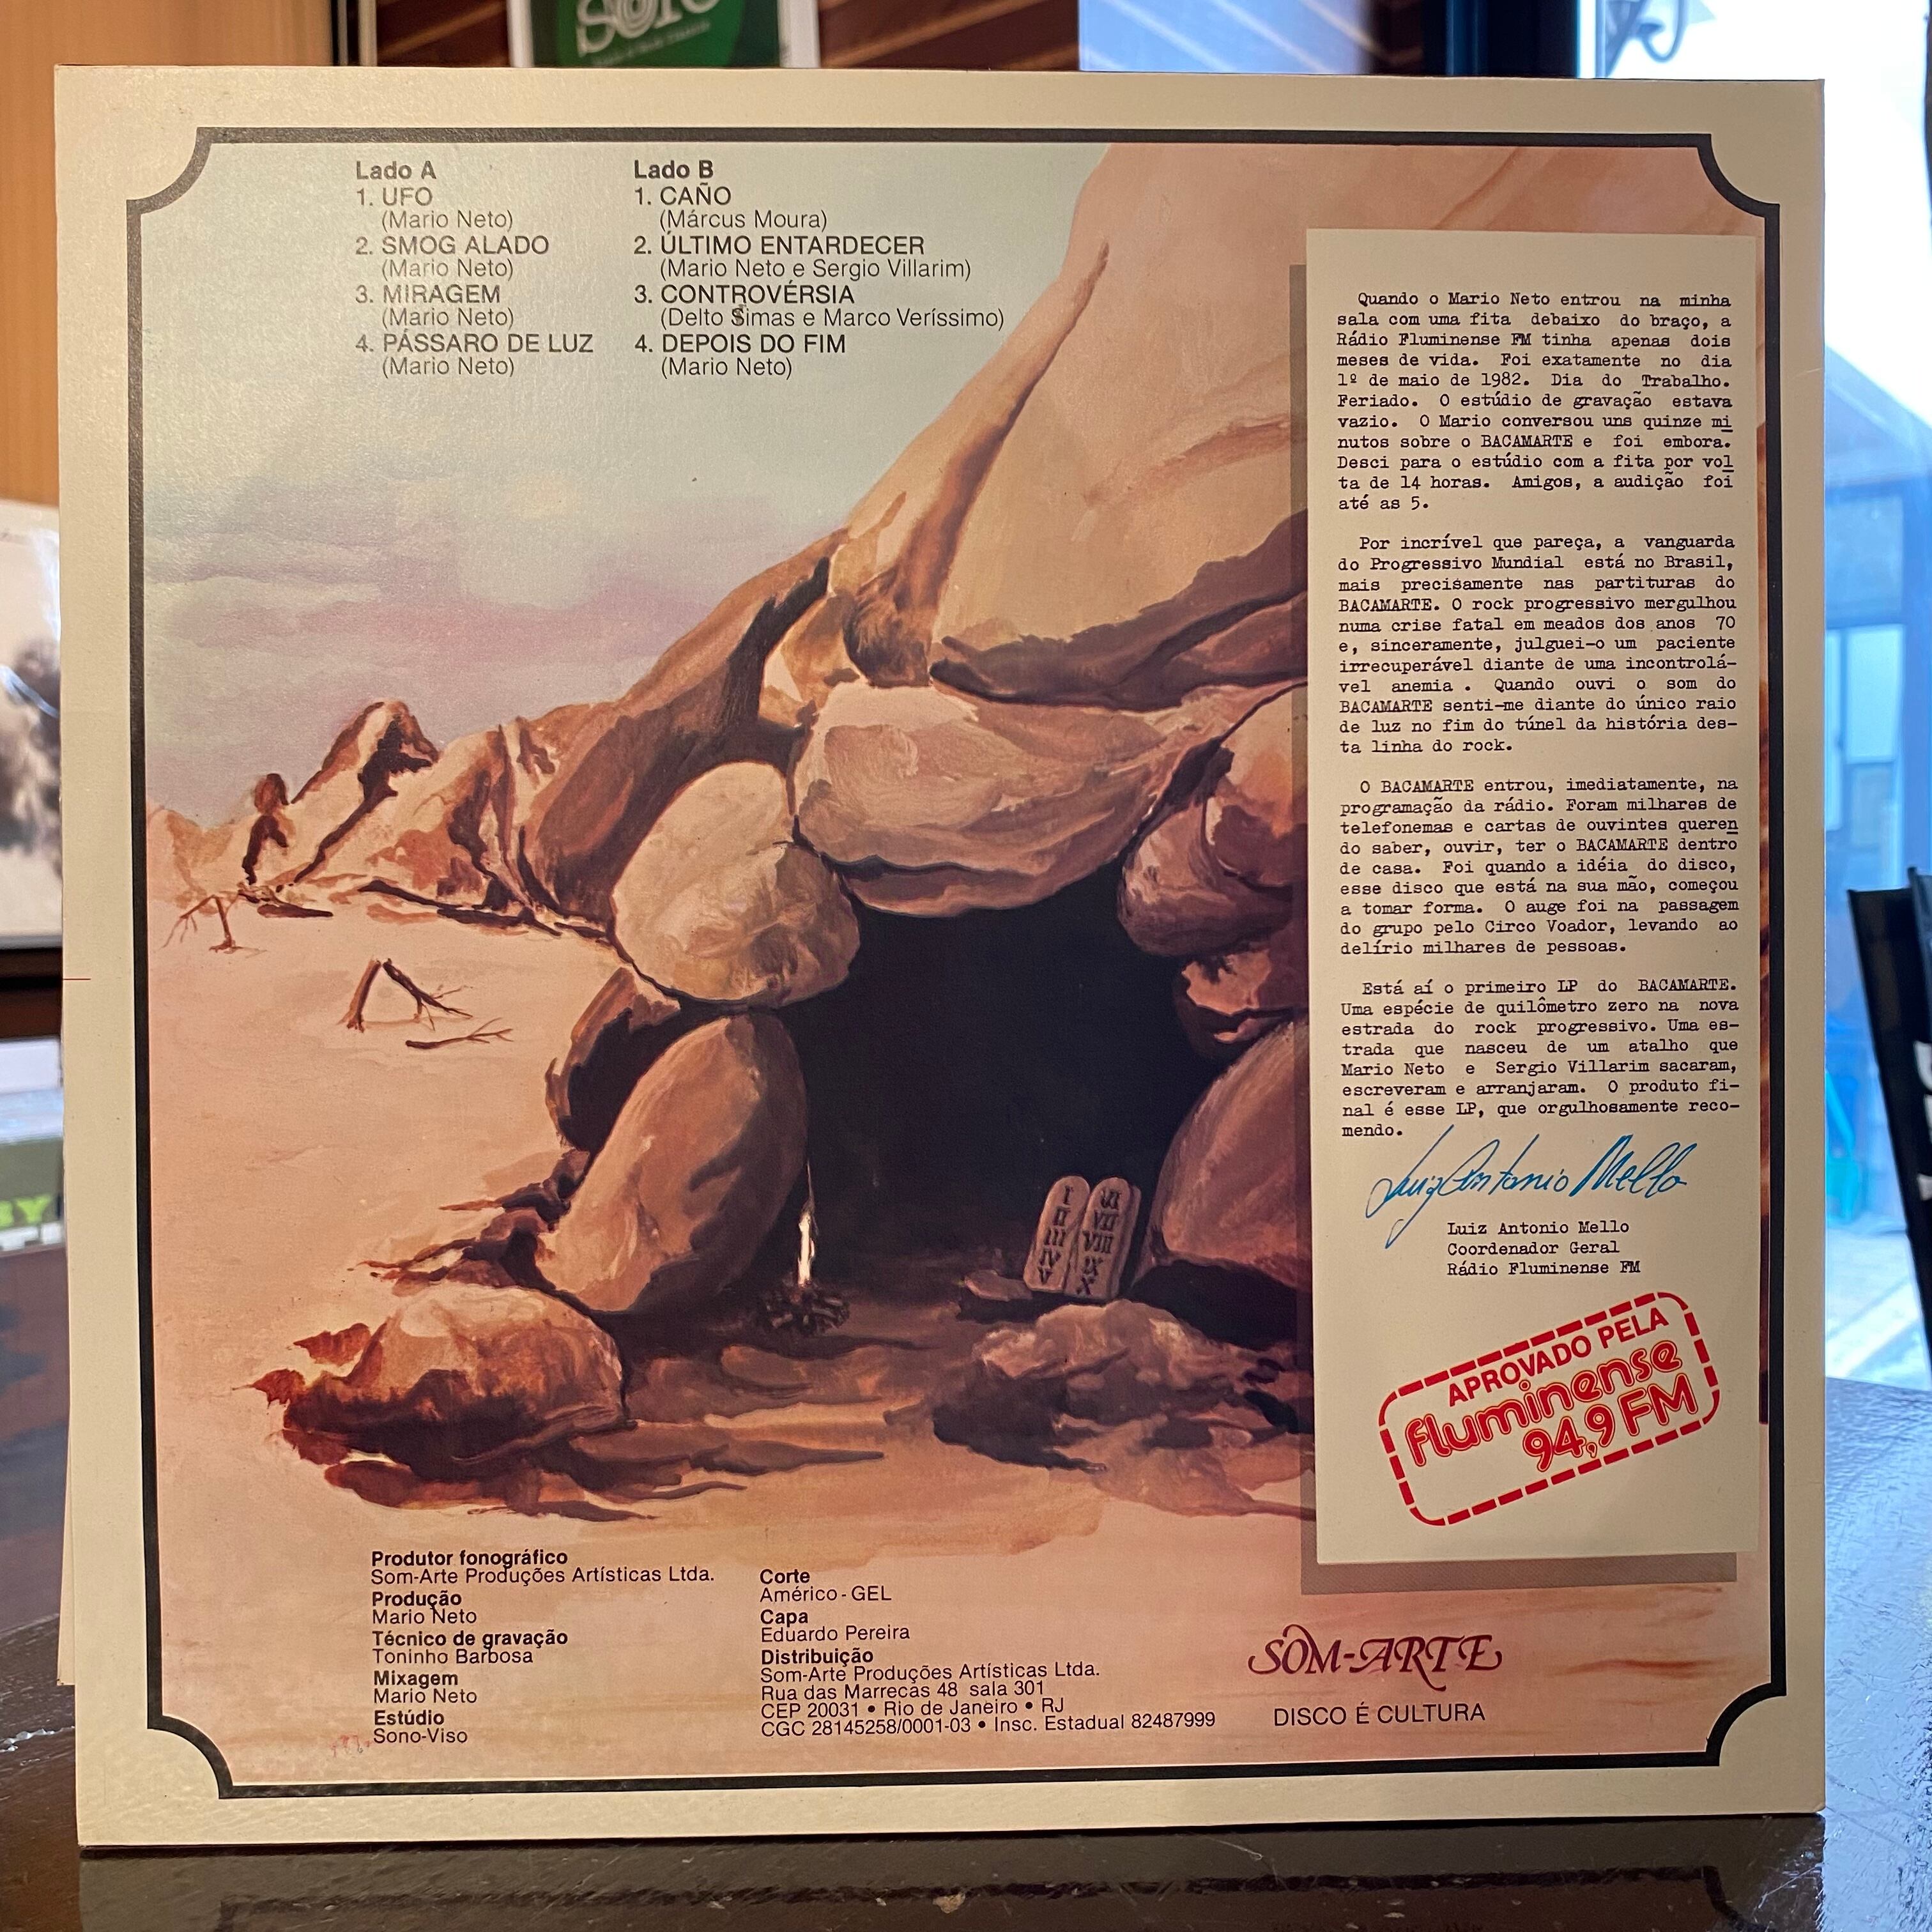 Lado A
1. UFO
(Mario Neto)
2. SMOG ALADO
(Mario Neto)
3. MIRAGEM
(Mario Neto)
4. PÁSSARO DE LUZ
(Mario Neto)
Lado B
1. CAÑO
(Márcus Moura)
2. ÚLTIMO ENTARDECER
(Mario Neto e Sergio Villarim)
3. CONTROVÉRSIA
(Delto Simas e Marco Veríssimo)
4. DEPOIS DO FIM
(Mario Neto)
Quando o Mario Neto entrou na minha
sala com uma fita debaixo do braço, a
Rádio Fluminense FM tinha apenas dois
meses de vida. Foi exatamente no dia
1º de maio de 1982. Dia do Trabalho.
Feriado. O estúdio de gravação estava
vazio. O Mario conversou uns quinze mi
nutos sobre o BACAMARTE e foi embora.
Desci para o estúdio com a fita por vol
ta de 14 horas. Amigos, a audição foi
até as 5.
Por incrível que pareça, a vanguarda
do Progressivo Mundial está no Brasil,
mais precisamente nas partituras do
BACAMARTE. O rock progressivo mergulhou
numa crise fatal em meados dos anos 70
e, sinceramente, julguei-o um paciente
irrecuperável diante de uma incontrolá-
vel anemia . Quando ouvi o som do
BACAMARTE senti-me diante do único raio
de luz no fim do túnel da história des-
ta linha do rock.
O BACAMARTE entrou, imediatamente, na
programação da rádio. Foram milhares de
telefonemas e cartas de ouvintes queren
do saber, ouvir, ter o BACAMARTE dentro
de casa. Foi quando a idéia do disco,
esse disco que está na sua mão, começou
a tomar forma. O auge foi na passagem
do grupo pelo Circo Voador, levando ao
delírio milhares de pessoas.
Está aí o primeiro LP do BACAMARTE.
Uma espécie de quilômetro zero na nova
estrada do rock progressivo. Uma es-
trada que nasceu de um atalho que
Mario Neto e Sergio Villarim sacaram,
escreveram e arranjaram. O produto fi-
nal é esse LP, que orgulhosamente reco-
mendo.
Luiz Antonio Mello
Luiz Antonio Mello
Coordenador Geral
Rádio Fluminense FM
APROVADO PELA
Fluminense
94,9 FM
I VI
II VII
III VIII
IV IX
V X
Produtor fonográfico
Som-Arte Produções Artísticas Ltda.
Produção
Mario Neto
Técnico de gravação
Toninho Barbosa
Mixagem
Mario Neto
Estúdio
Sono-Viso
Corte
Américo - GEL
Capa
Eduardo Pereira
Distribuição
Som-Arte Produções Artísticas Ltda.
Rua das Marrecas 48 sala 301
CEP 20031 • Rio de Janeiro • RJ
CGC 28145258/0001-03 • Insc. Estadual 82487999
SOM-ARTE
DISCO É CULTURA